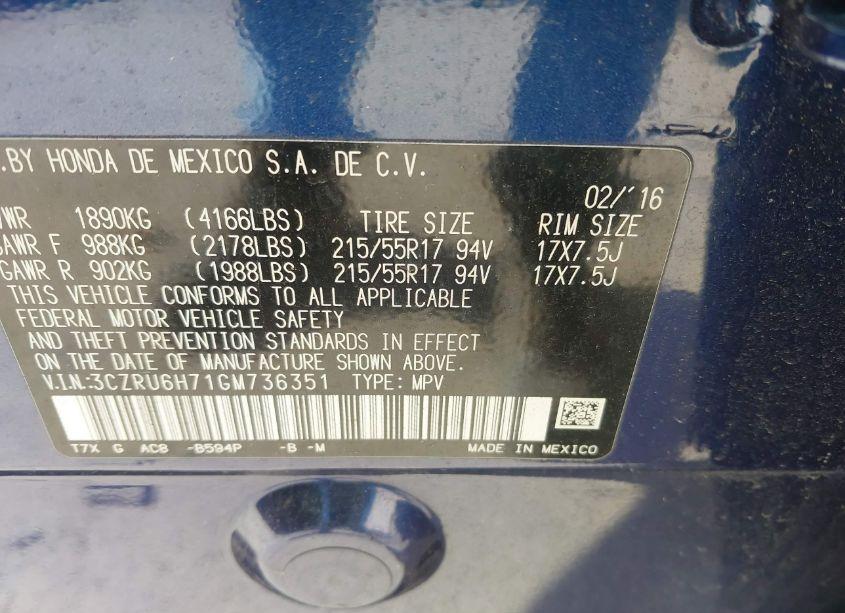 .BY HONDA DE MEXICO S.A. DE C.V.
02/'16
VWR 1890KG (4166LBS) TIRE SIZE RIM SIZE
GAWR F 988KG (2178LBS) 215/55R17 94V 17X7.5J
GAWR R 902KG (1988LBS) 215/55R17 94V 17X7.5J
THIS VEHICLE CONFORMS TO ALL APPLICABLE
FEDERAL MOTOR VEHICLE SAFETY
AND THEFT PREVENTION STANDARDS IN EFFECT
ON THE DATE OF MANUFACTURE SHOWN ABOVE.
V.I.N:3CZRU6H71GM736351 TYPE: MPV
T7X G AC8 -B594P -B -M MADE IN MEXICO